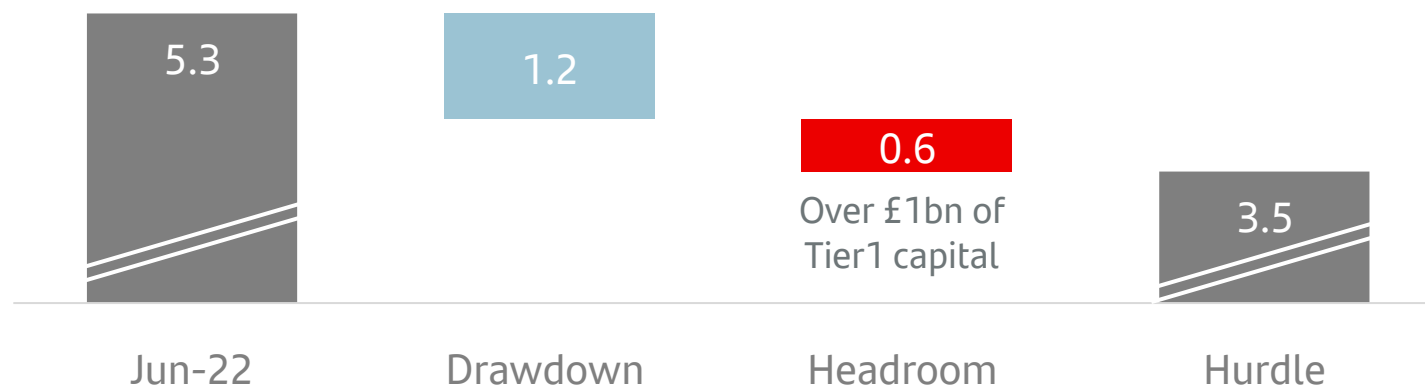 5.3
1.2
0.6
Over £1bn of
Tier1 capital
3.5
Jun-22
Drawdown
Headroom
Hurdle